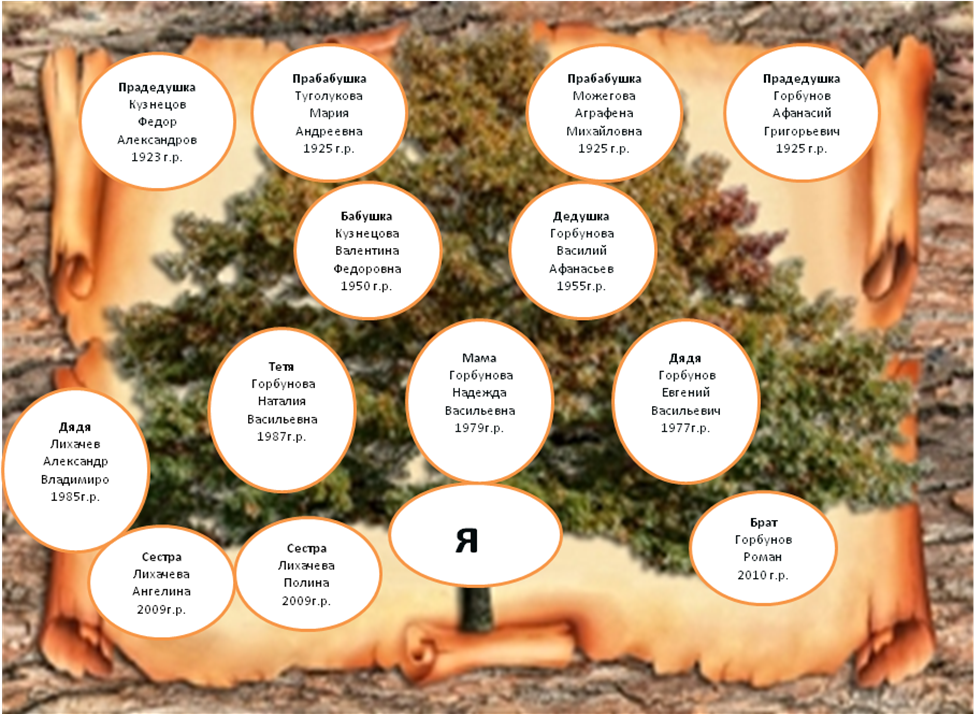 Прадедушка
Кузнецов
Федор
Александров
1923 г.р.
Прабабушка
Туголукова
Мария
Андреевна
1925 г.р.
Прабабушка
Можегова
Аграфена
Михайловна
1925 г.р.
Прадедушка
Горбунов
Афанасий
Григорьевич
1925 г.р.
Бабушка
Кузнецова
Валентина
Федоровна
1950 г.р.
Дедушка
Горбунова
Василий
Афанасьев
1955г.р.
Тетя
Горбунова
Наталия
Васильевна
1987г.р.
Мама
Горбунова
Надежда
Васильевна
1979г.р.
Дядя
Горбунов
Евгений
Васильевич
1977г.р.
Дядя
Лихачев
Александр
Владимиро
1985г.р.
Сестра
Лихачева
Ангелина
2009г.р.
Сестра
Лихачева
Полина
2009г.р.
Я
Брат
Горбунов
Роман
2010 г.р.